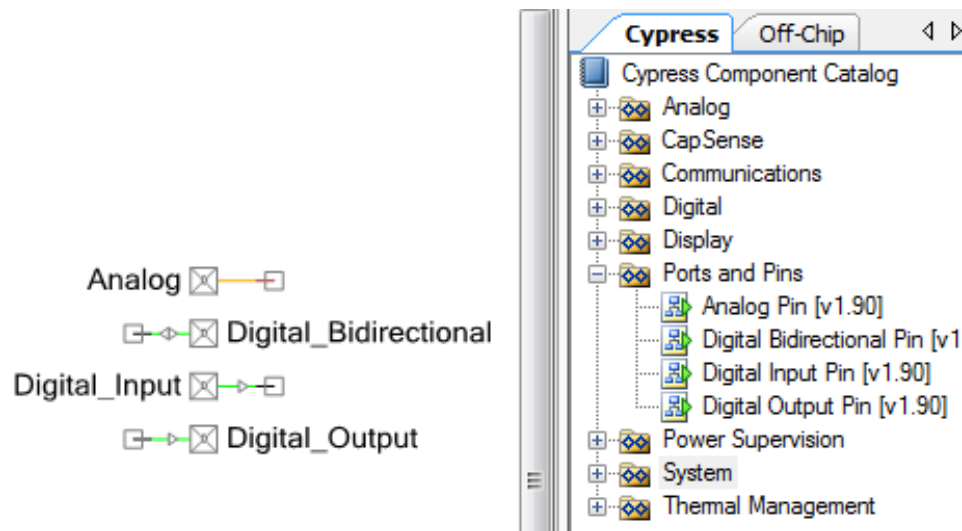 Analog
Digital_Bidirectional
Digital_Input
Digital_Output
Cypress
Off-Chip
Cypress Component Catalog
Analog
CapSense
Communications
Digital
Display
Ports and Pins
Analog Pin [v1.90]
Digital Bidirectional Pin [v1
Digital Input Pin [v1.90]
Digital Output Pin [v1.90]
Power Supervision
System
Thermal Management